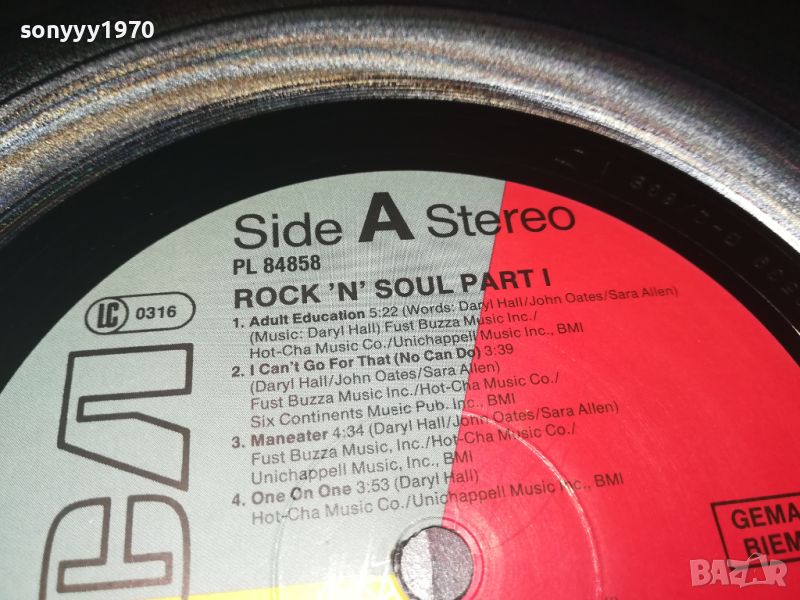 sonyyy1970
Side A Stereo
PL 84858
ROCK 'N' SOUL PART I
LC 0316
1. Adult Education 5:22 (Words: Daryl Hall/John Oates/Sara Allen)
(Music: Daryl Hall) Fust Buzza Music Inc./
Hot-Cha Music Co./Unichappell Music Inc., BMI
2. I Can't Go For That (No Can Do) 3:39
(Daryl Hall/John Oates/Sara Allen)
Fust Buzza Music Inc./Hot-Cha Music Co./
Six Continents Music Pub. Inc., BMI
3. Maneater 4:34 (Daryl Hall/John Oates/Sara Allen)
Fust Buzza Music, Inc./Hot-Cha Music Co./
Unichappell Music, Inc., BMI
4. One On One 3:53 (Daryl Hall)
Hot-Cha Music Co./Unichappell Music Inc., BMI
GEMA
BIEM
BAZAR